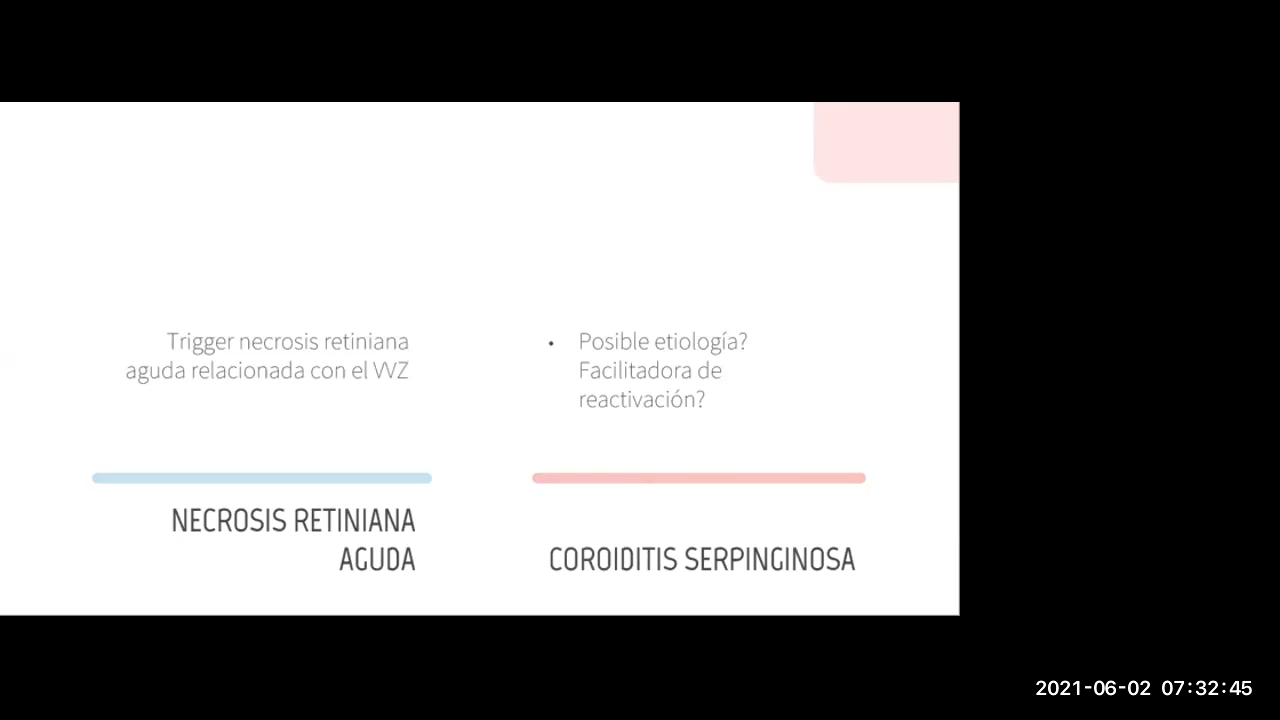 Trigger necrosis retiniana
aguda relacionada con el VVZ
• Posible etiología?
Facilitadora de
reactivación?
NECROSIS RETINIANA
AGUDA
COROIDITIS SERPINGINOSA
2021-06-02 07:32:45